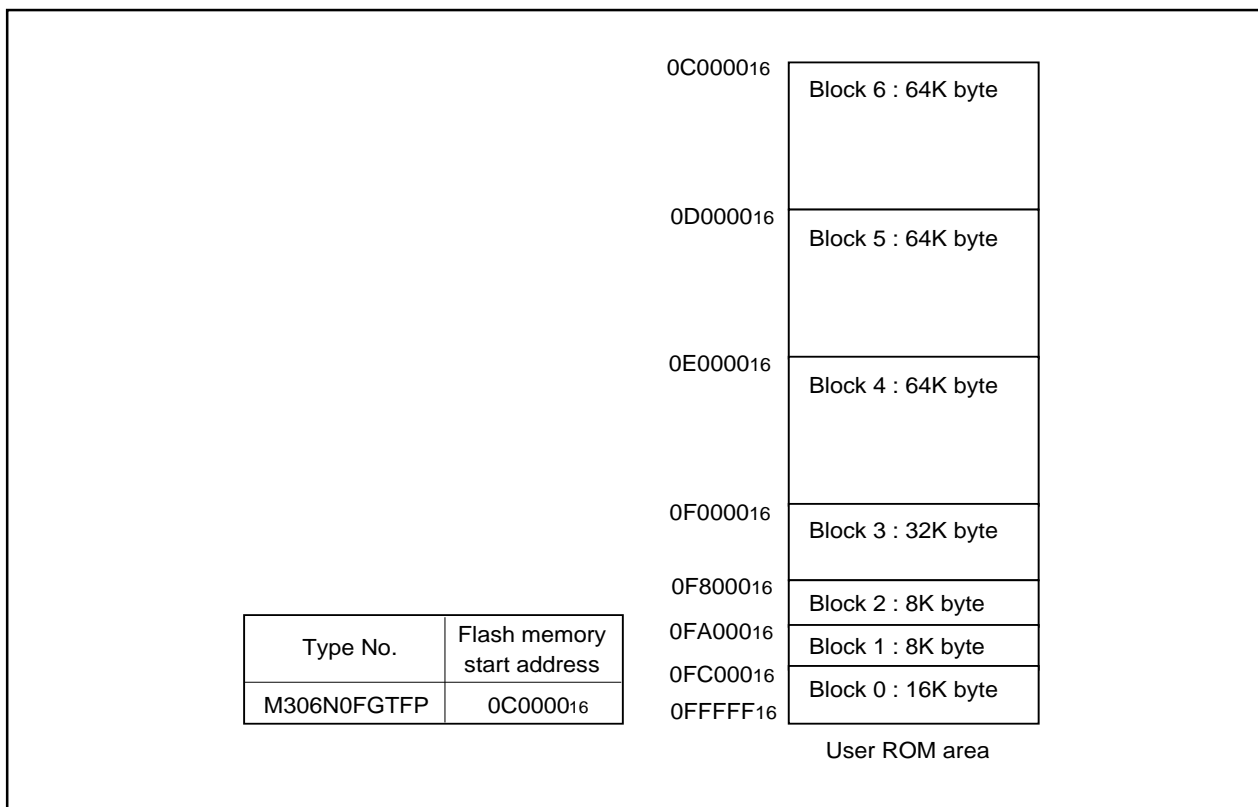 0C000016
Block 6 : 64K byte
0D000016
Block 5 : 64K byte
0E000016
Block 4 : 64K byte
0F000016
Block 3 : 32K byte
0F800016
Block 2 : 8K byte
0FA00016
Block 1 : 8K byte
0FC00016
Block 0 : 16K byte
0FFFFF16
User ROM area
Type No.
Flash memory
start address
M306N0FGTFP
0C000016